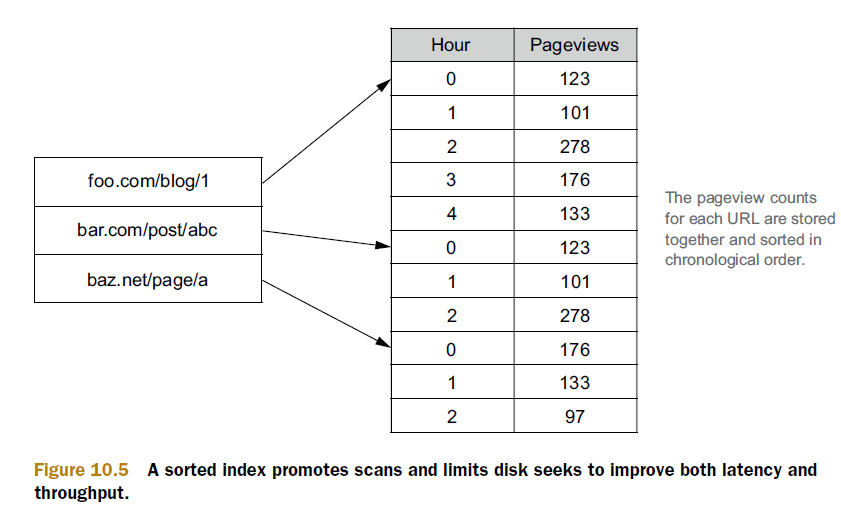 Hour Pageviews
0 123
1 101
2 278
3 176
4 133
0 123
1 101
2 278
0 176
1 133
2 97
foo.com/blog/1
bar.com/post/abc
baz.net/page/a
The pageview counts
for each URL are stored
together and sorted in
chronological order.
Figure 10.5 A sorted index promotes scans and limits disk seeks to improve both latency and
throughput.